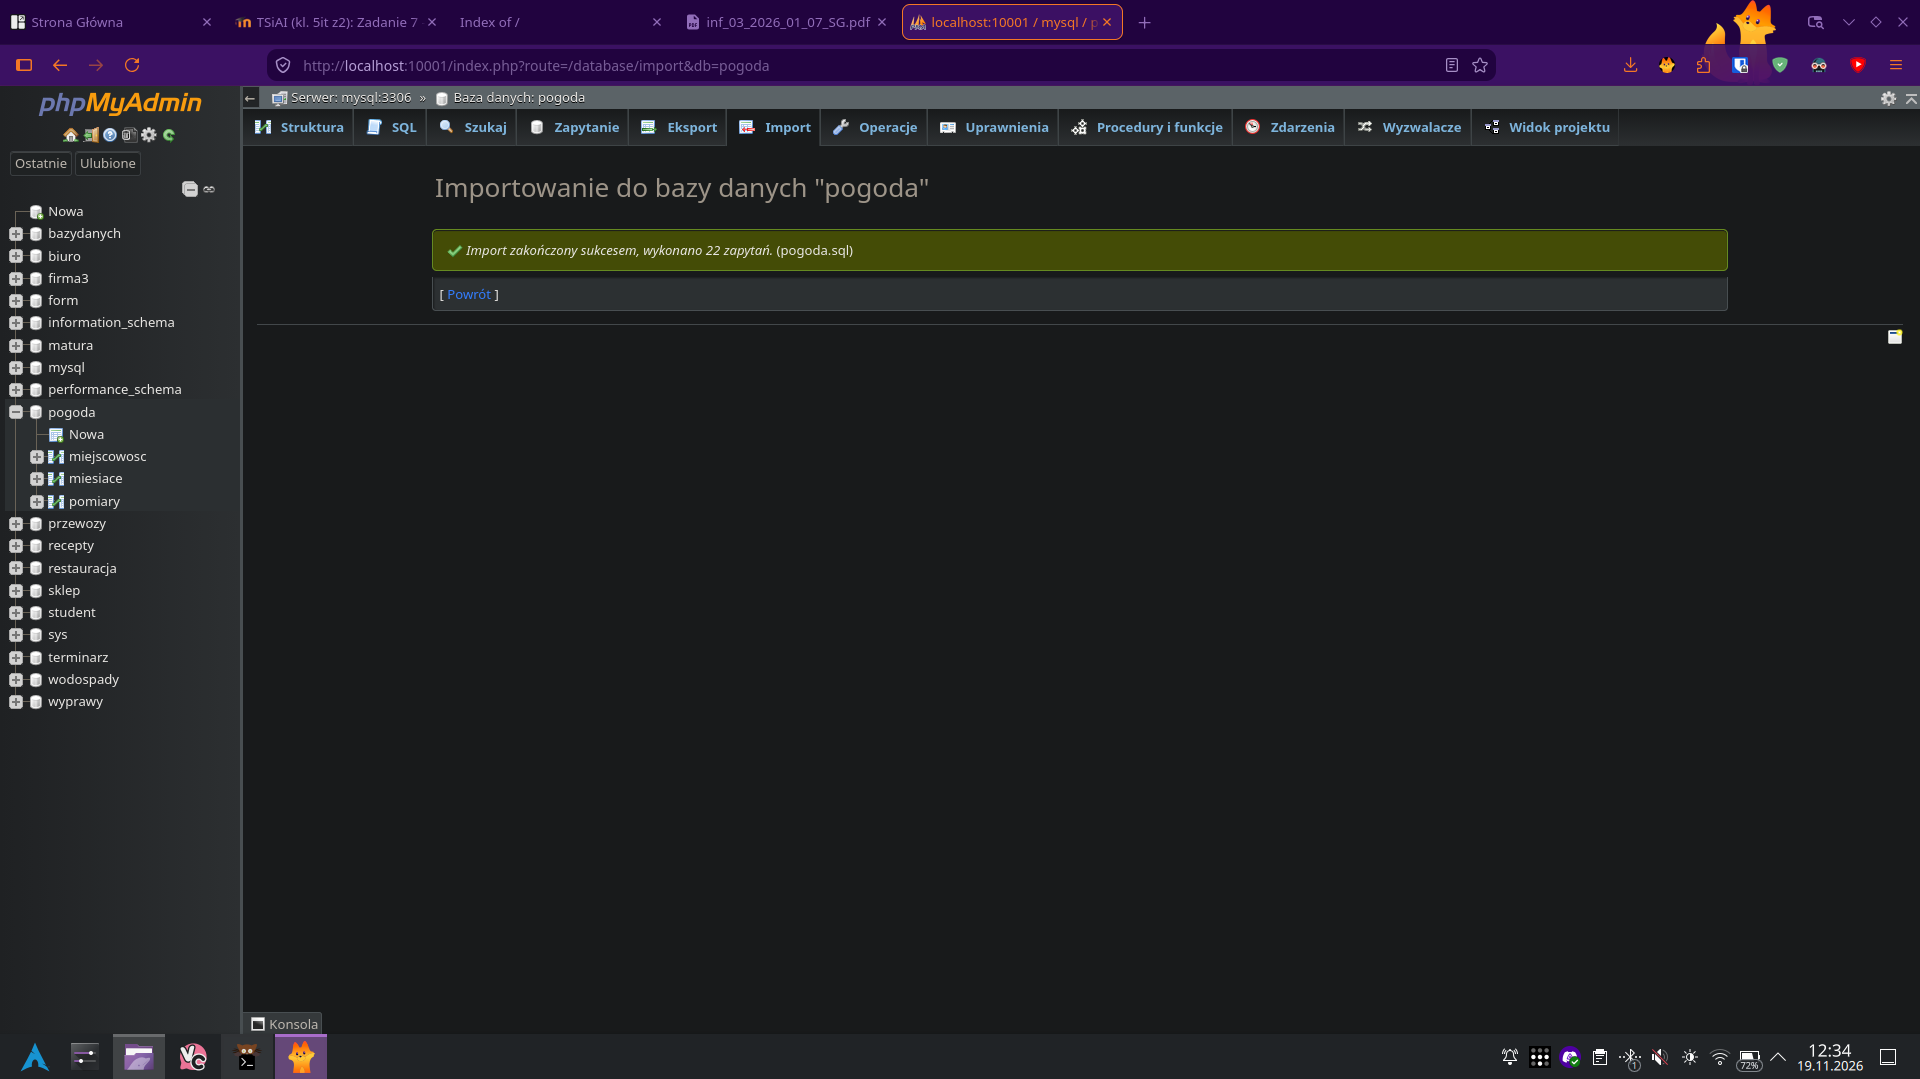 Strona Główna
TSiAI (kl. 5it z2): Zadanie 7
Index of /
inf_03_2026_01_07_SG.pdf
localhost:10001 / mysql / p
http://localhost:10001/index.php?route=/database/import&db=pogoda
phpMyAdmin
Ostatnie
Ulubione
Nowa
bazydanych
biuro
firma3
form
information_schema
matura
mysql
performance_schema
pogoda
Nowa
miejscowosc
miesiace
pomiary
przewozy
recepty
restauracja
sklep
student
sys
terminarz
wodospady
wyprawy
Serwer: mysql:3306 » Baza danych: pogoda
Struktura
SQL
Szukaj
Zapytanie
Eksport
Import
Operacje
Uprawnienia
Procedury i funkcje
Zdarzenia
Wyzwalacze
Widok projektu
Importowanie do bazy danych "pogoda"
Import zakończony sukcesem, wykonano 22 zapytań. (pogoda.sql)
[ Powrót ]
Konsola
1
72%
12:34
19.11.2026